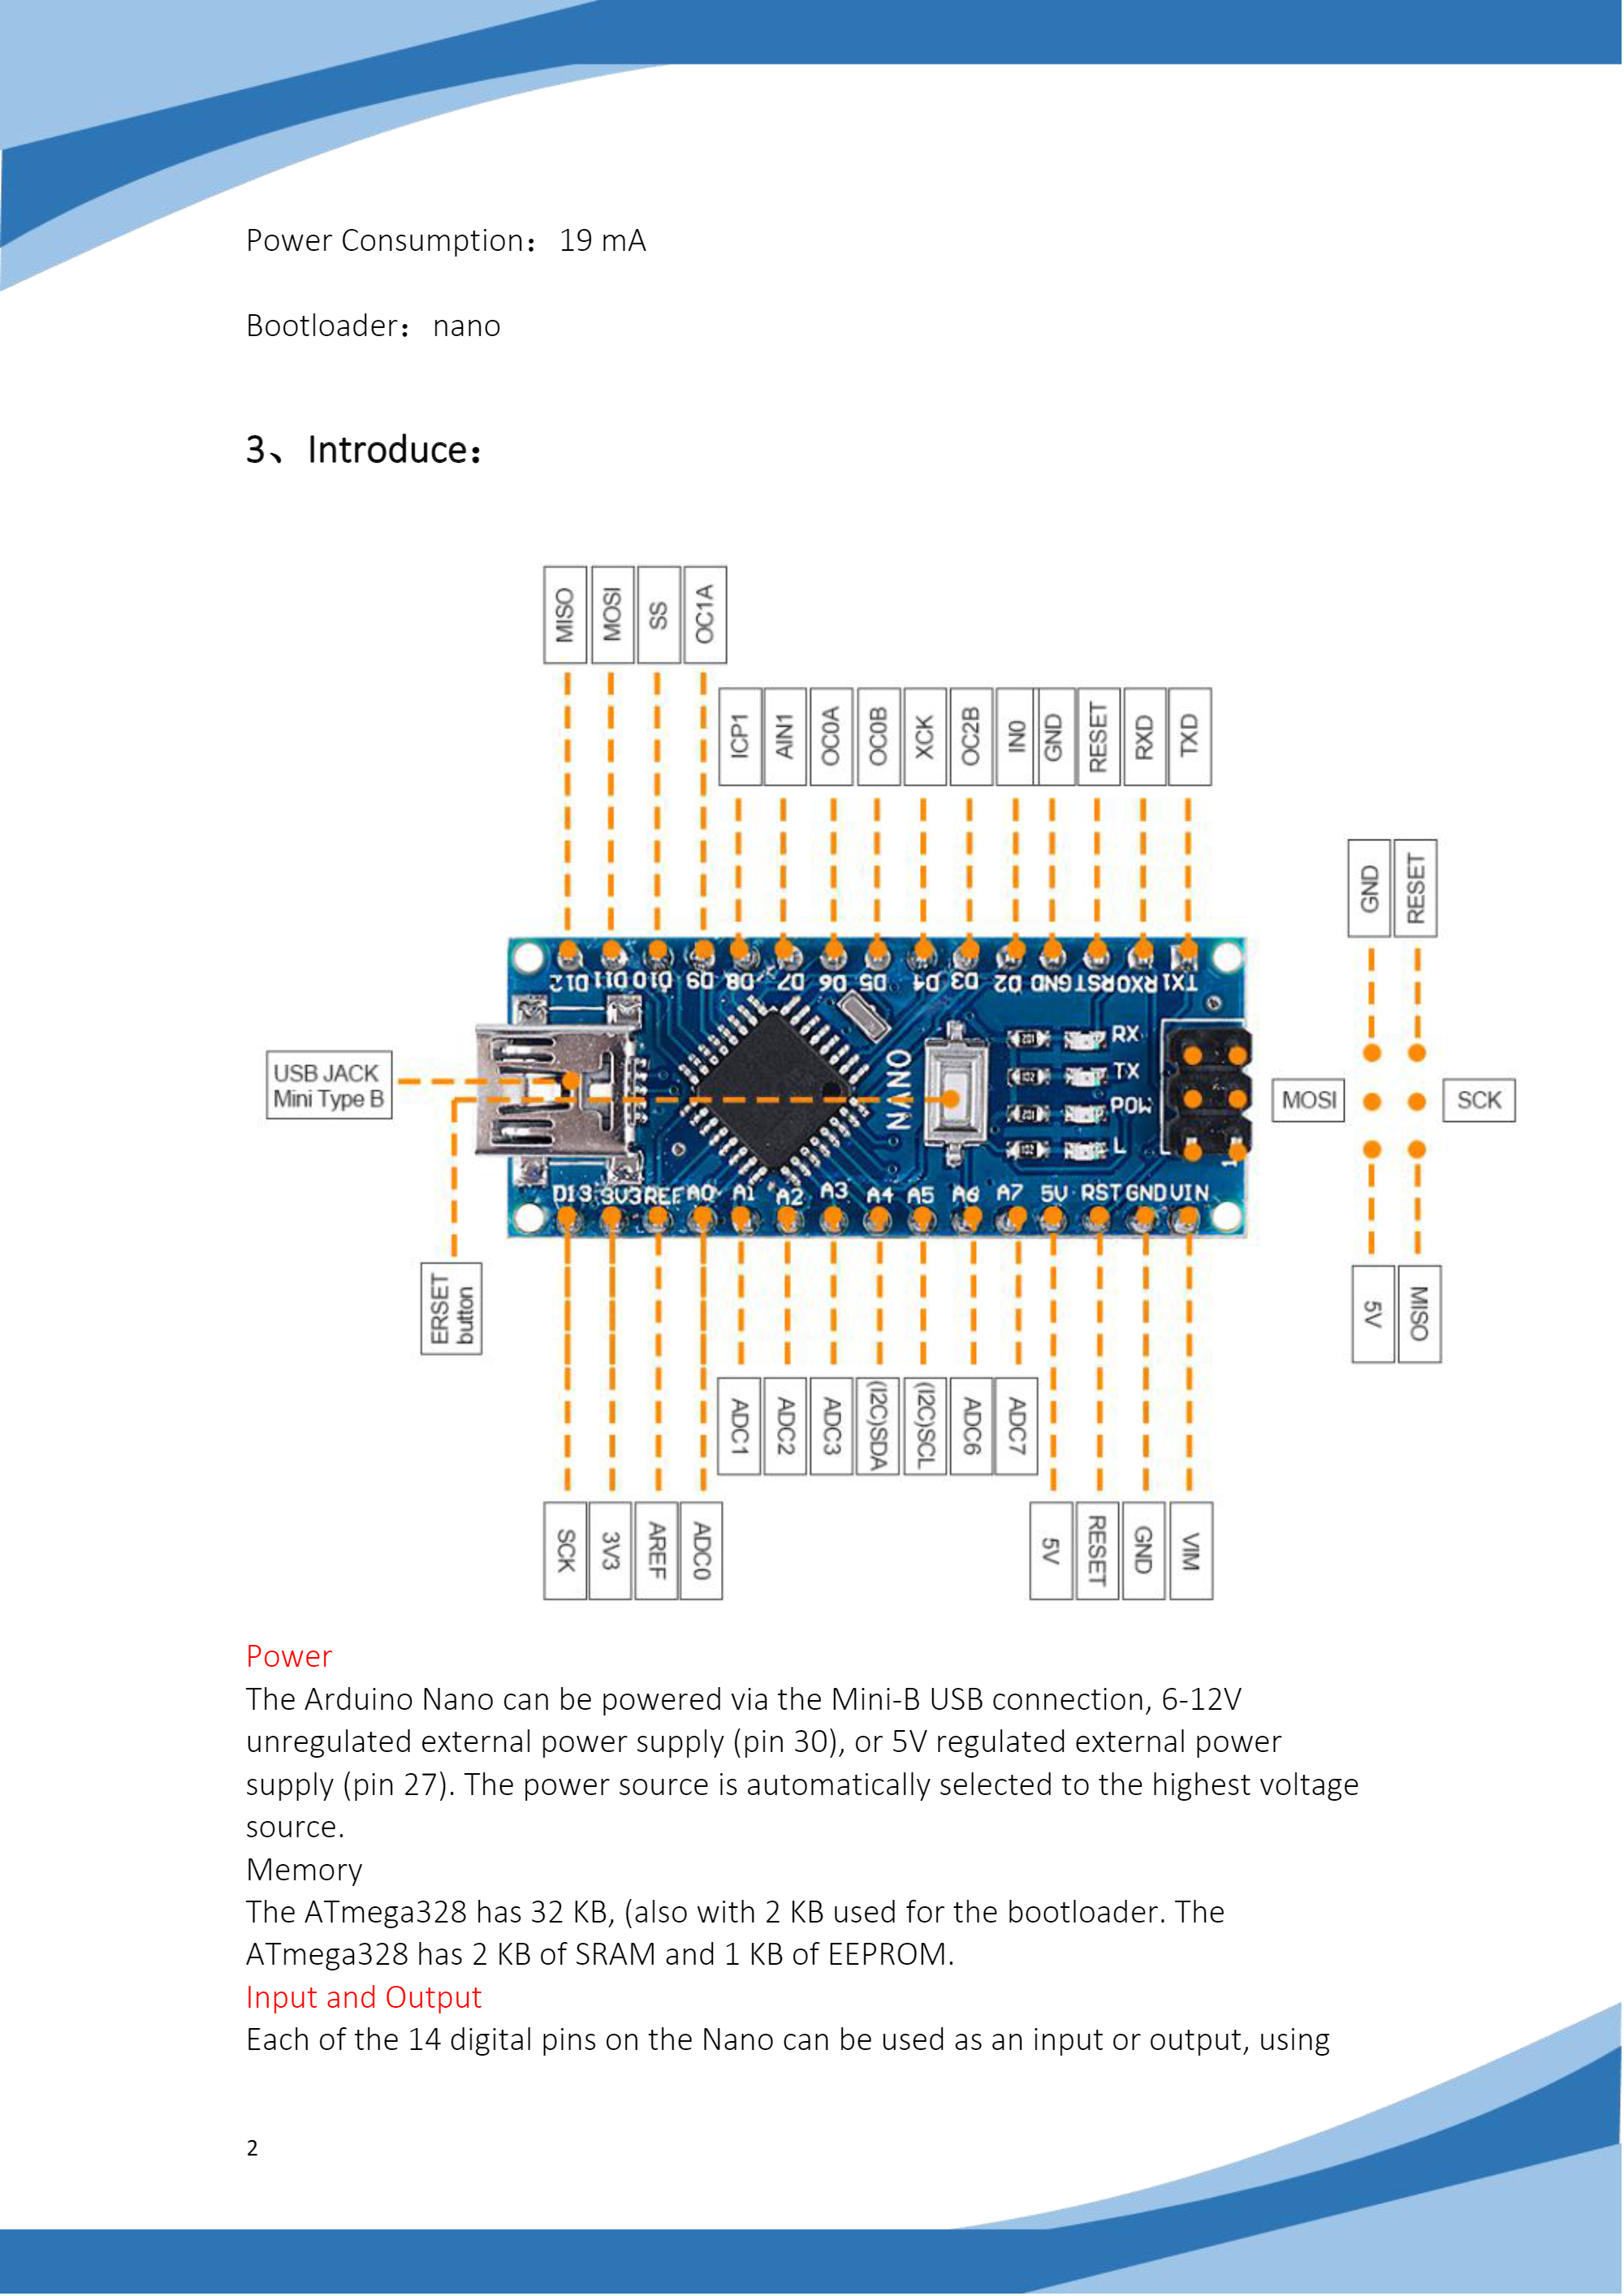 Power Consumption： 19 mA
Bootloader： nano
3、Introduce：
MISO
MOSI
SS
OC1A
ICP1
AIN1
OC0A
OC0B
XCK
OC2B
IN0
GND
RESET
RXD
TXD
GND
RESET
D12 D11 D10 D9 D8 D7 D6 D5 D4 D3 D2 GND RST RX0 TX1
RX
TX
POW
L
1
NANO
USB JACK
Mini Type B
MOSI
SCK
D13 3V3 REF A0 A1 A2 A3 A4 A5 A6 A7 5V RST GND VIN
ERSET
button
5V
MISO
ADC1
ADC2
ADC3
(I2C)SDA
(I2C)SCL
ADC6
ADC7
SCK
3V3
AREF
ADC0
5V
RESET
GND
VIM
Power
The Arduino Nano can be powered via the Mini-B USB connection, 6-12V
unregulated external power supply (pin 30), or 5V regulated external power
supply (pin 27). The power source is automatically selected to the highest voltage
source.
Memory
The ATmega328 has 32 KB, (also with 2 KB used for the bootloader. The
ATmega328 has 2 KB of SRAM and 1 KB of EEPROM.
Input and Output
Each of the 14 digital pins on the Nano can be used as an input or output, using
2